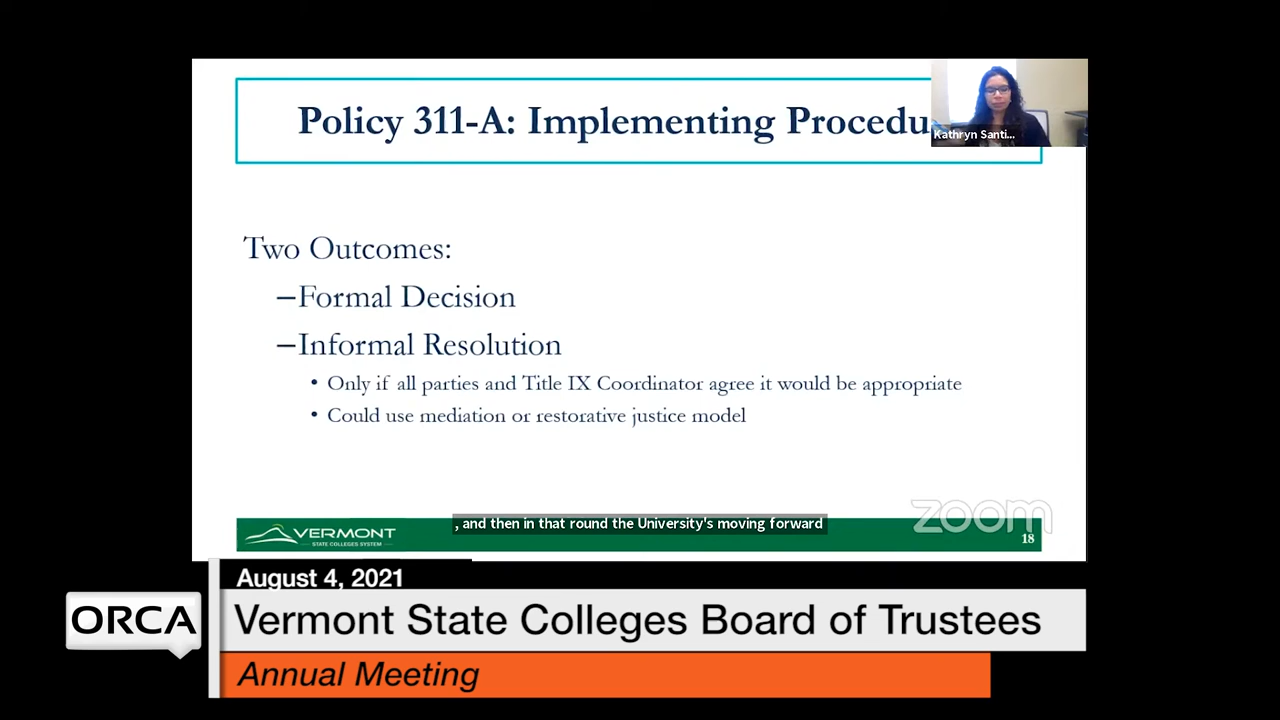 Policy 311-A: Implementing Procedu
Kathryn Santi...
Two Outcomes:
–Formal Decision
–Informal Resolution
• Only if all parties and Title IX Coordinator agree it would be appropriate
• Could use mediation or restorative justice model
VERMONT
STATE COLLEGES SYSTEM
, and then in that round the University's moving forward
zoom
18
August 4, 2021
ORCA
Vermont State Colleges Board of Trustees
Annual Meeting